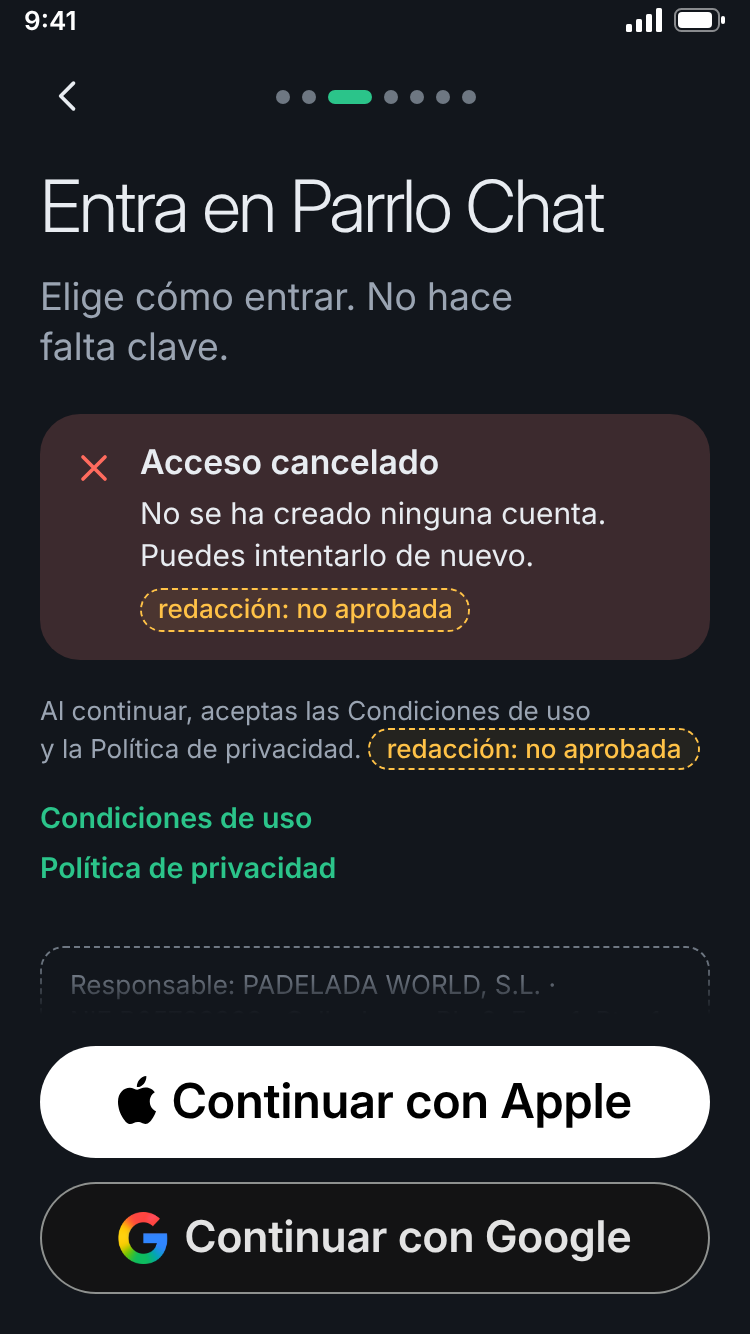 9:41
Entra en Parrlo Chat
Elige cómo entrar. No hace
falta clave.
Acceso cancelado
No se ha creado ninguna cuenta.
Puedes intentarlo de nuevo.
redacción: no aprobada
Al continuar, aceptas las Condiciones de uso
y la Política de privacidad. redacción: no aprobada
Condiciones de uso
Política de privacidad
Responsable: PADELADA WORLD, S.L. ·
Continuar con Apple
Continuar con Google